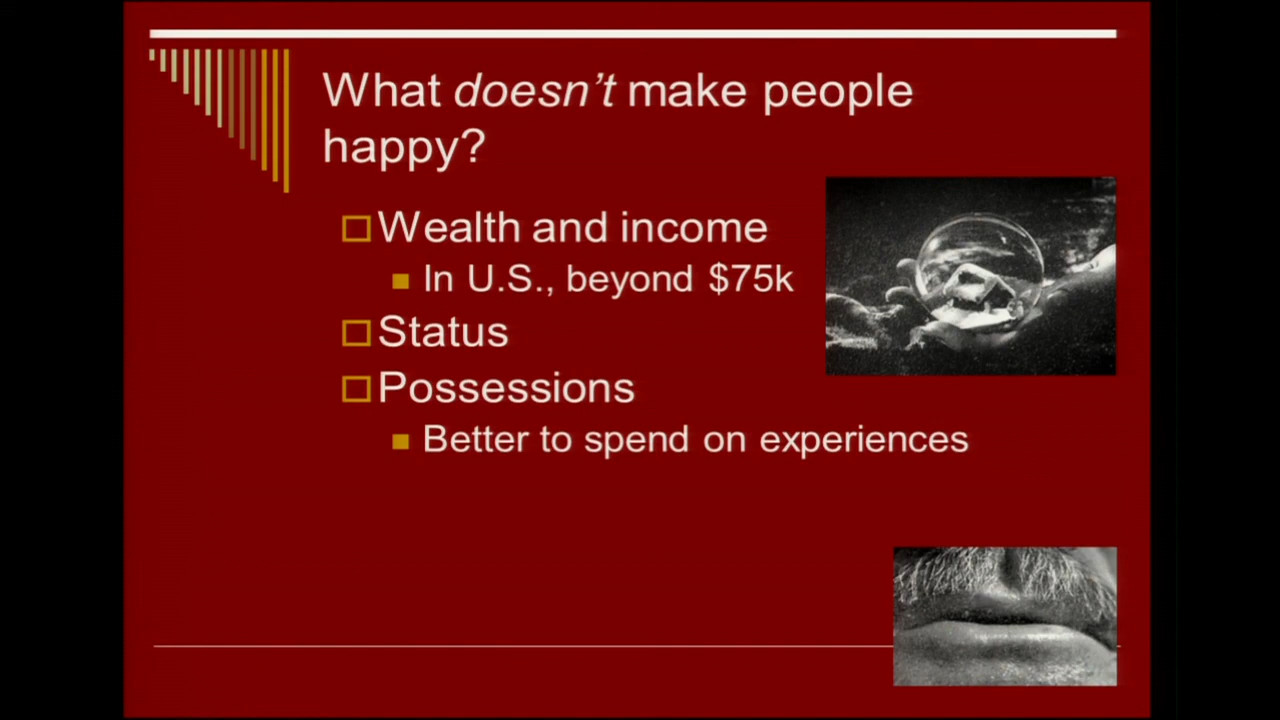 What doesn't make people
happy?
Wealth and income
In U.S., beyond $75k
Status
Possessions
Better to spend on experiences